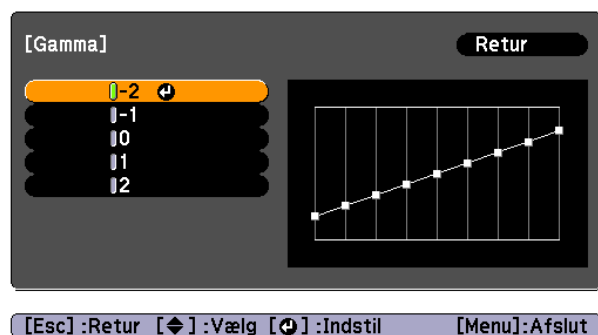 [Gamma] Retur
-2
-1
0
1
2
[Esc] :Retur [◆] :Vælg [↵] :Indstil [Menu]:Afslut